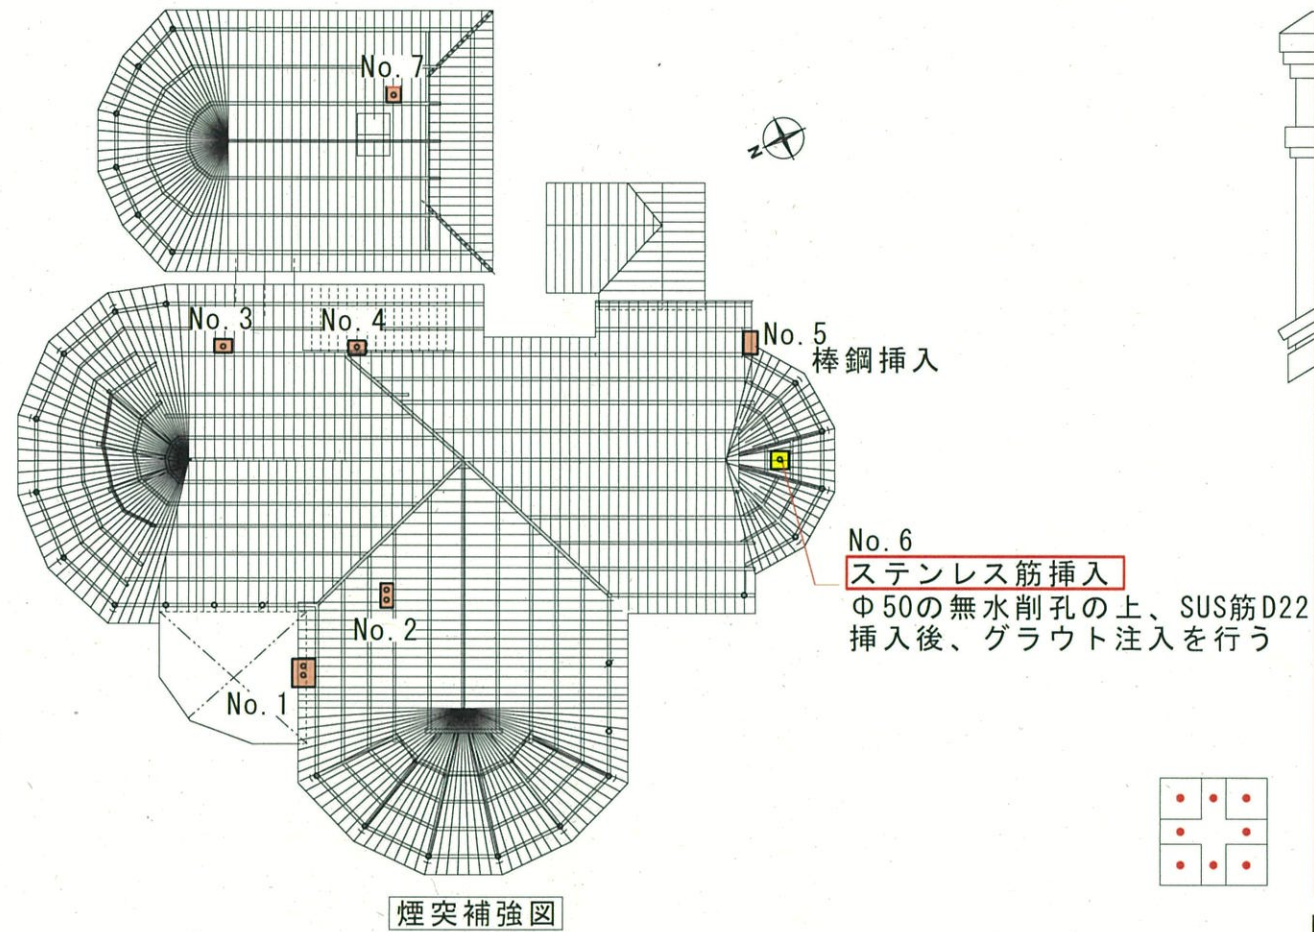 No. 7
N
No. 3
No. 4
No. 5
棒鋼挿入
No. 6
ステンレス筋挿入
Φ50の無水削孔の上、SUS筋D22
挿入後、グラウト注入を行う
No. 2
No. 1
煙突補強図